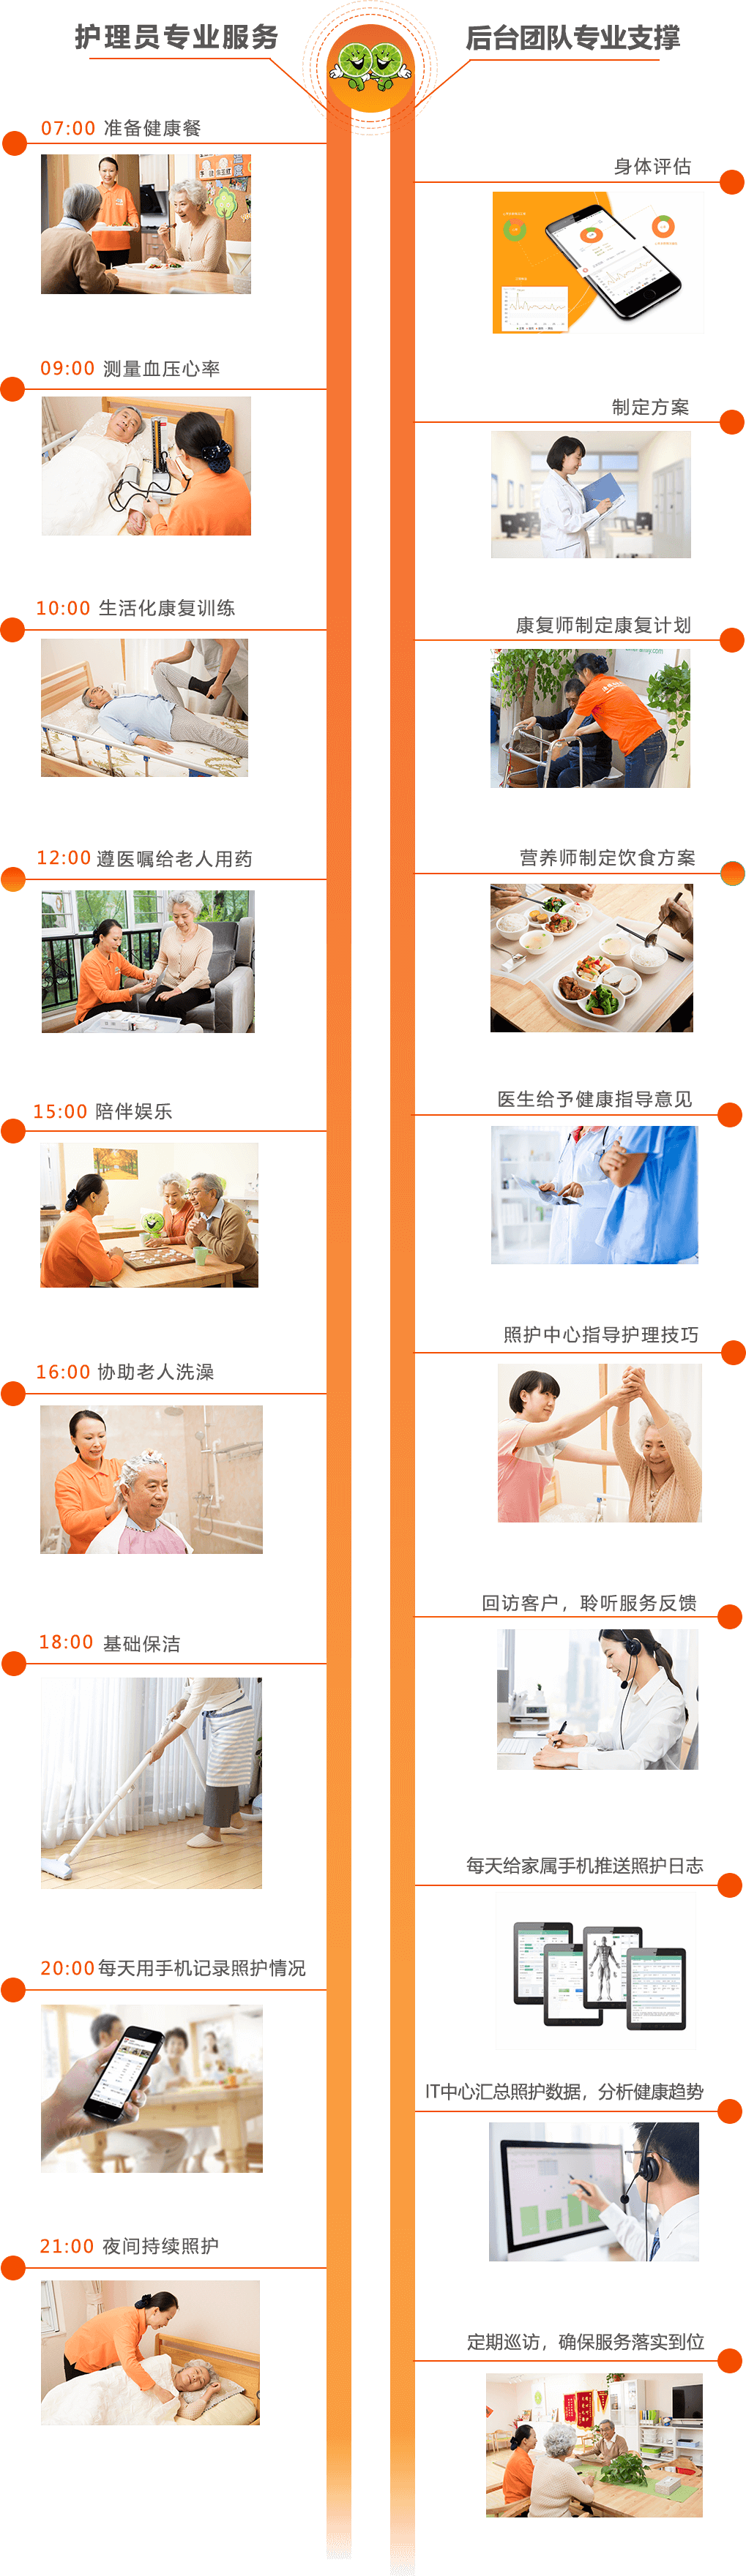 护理员专业服务
后台团队专业支撑
07:00 准备健康餐
身体评估
09:00 测量血压心率
制定方案
10:00 生活化康复训练
康复师制定康复计划
12:00 遵医嘱给老人用药
营养师制定饮食方案
15:00 陪伴娱乐
医生给予健康指导意见
16:00 协助老人洗澡
照护中心指导护理技巧
回访客户，聆听服务反馈
18:00 基础保洁
每天给家属手机推送照护日志
20:00 每天用手机记录照护情况
IT中心汇总照护数据，分析健康趋势
21:00 夜间持续照护
定期巡访，确保服务落实到位